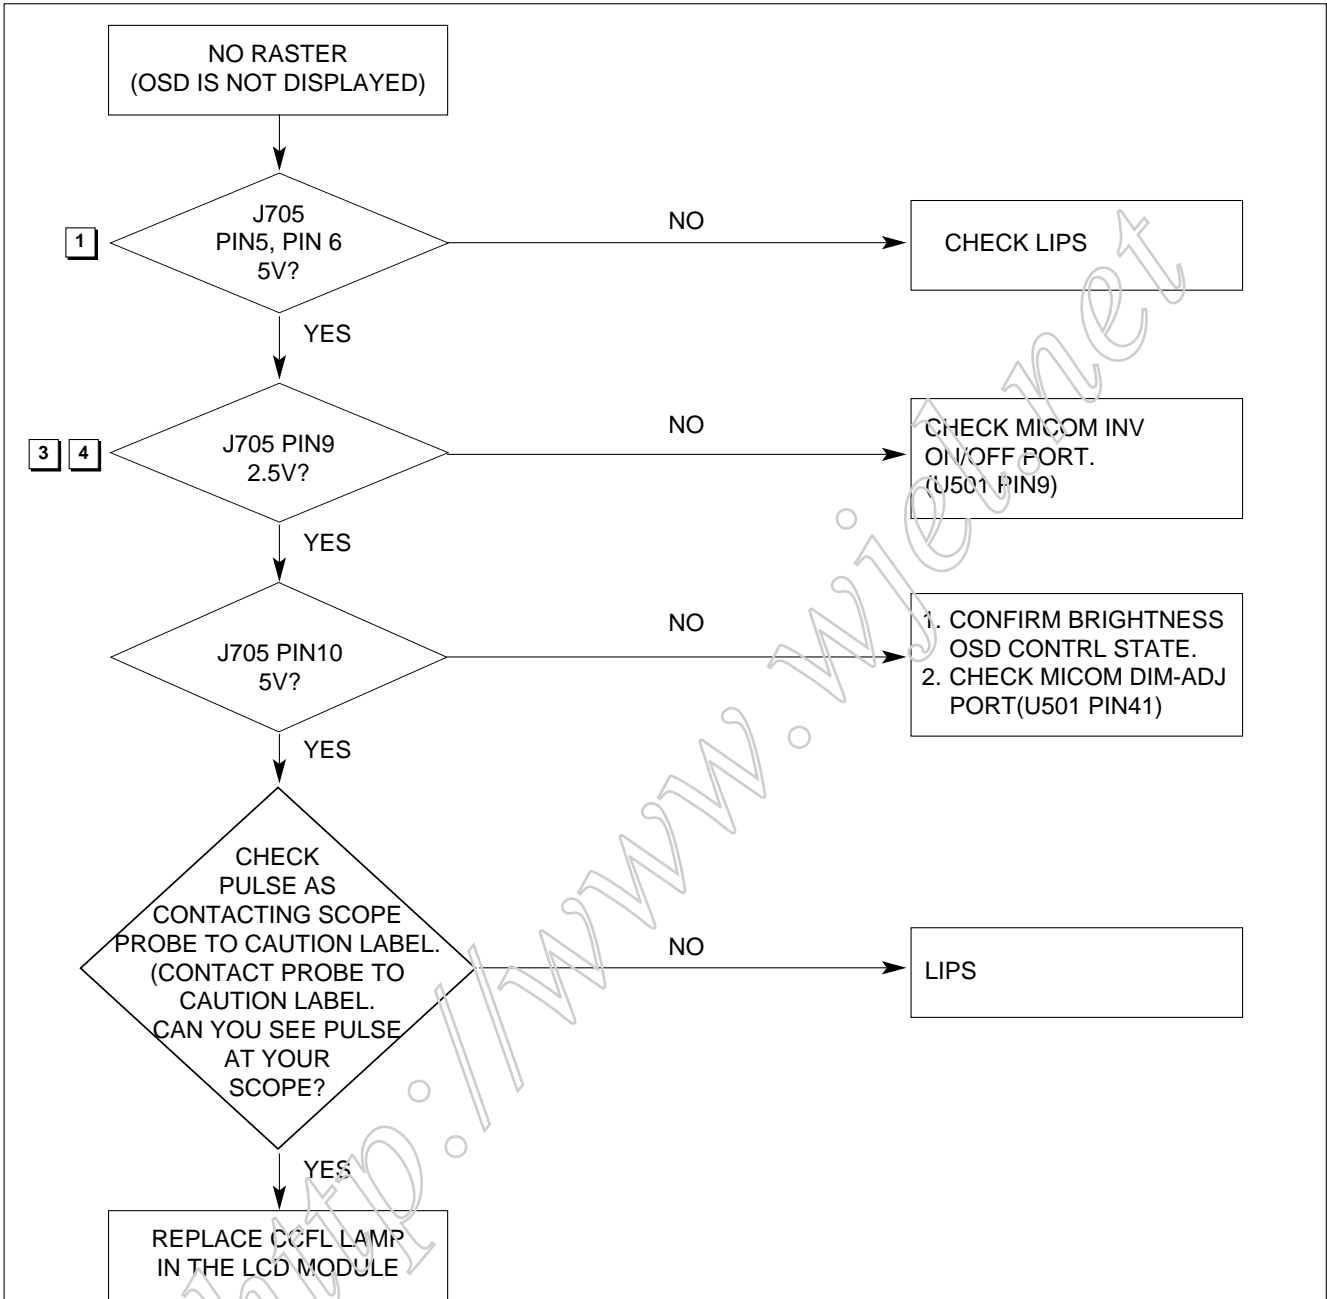 NO RASTER
(OSD IS NOT DISPLAYED)
1
J705
PIN5, PIN 6
5V?
NO
CHECK LIPS
YES
3 4
J705 PIN9
2.5V?
NO
CHECK MICOM INV
ON/OFF PORT.
(U501 PIN9)
YES
J705 PIN10
5V?
NO
1. CONFIRM BRIGHTNESS
OSD CONTRL STATE.
2. CHECK MICOM DIM-ADJ
PORT(U501 PIN41)
YES
CHECK
PULSE AS
CONTACTING SCOPE
PROBE TO CAUTION LABEL.
(CONTACT PROBE TO
CAUTION LABEL.
CAN YOU SEE PULSE
AT YOUR
SCOPE?
NO
LIPS
YES
REPLACE CCFL LAMP
IN THE LCD MODULE
http://www.wjel.net